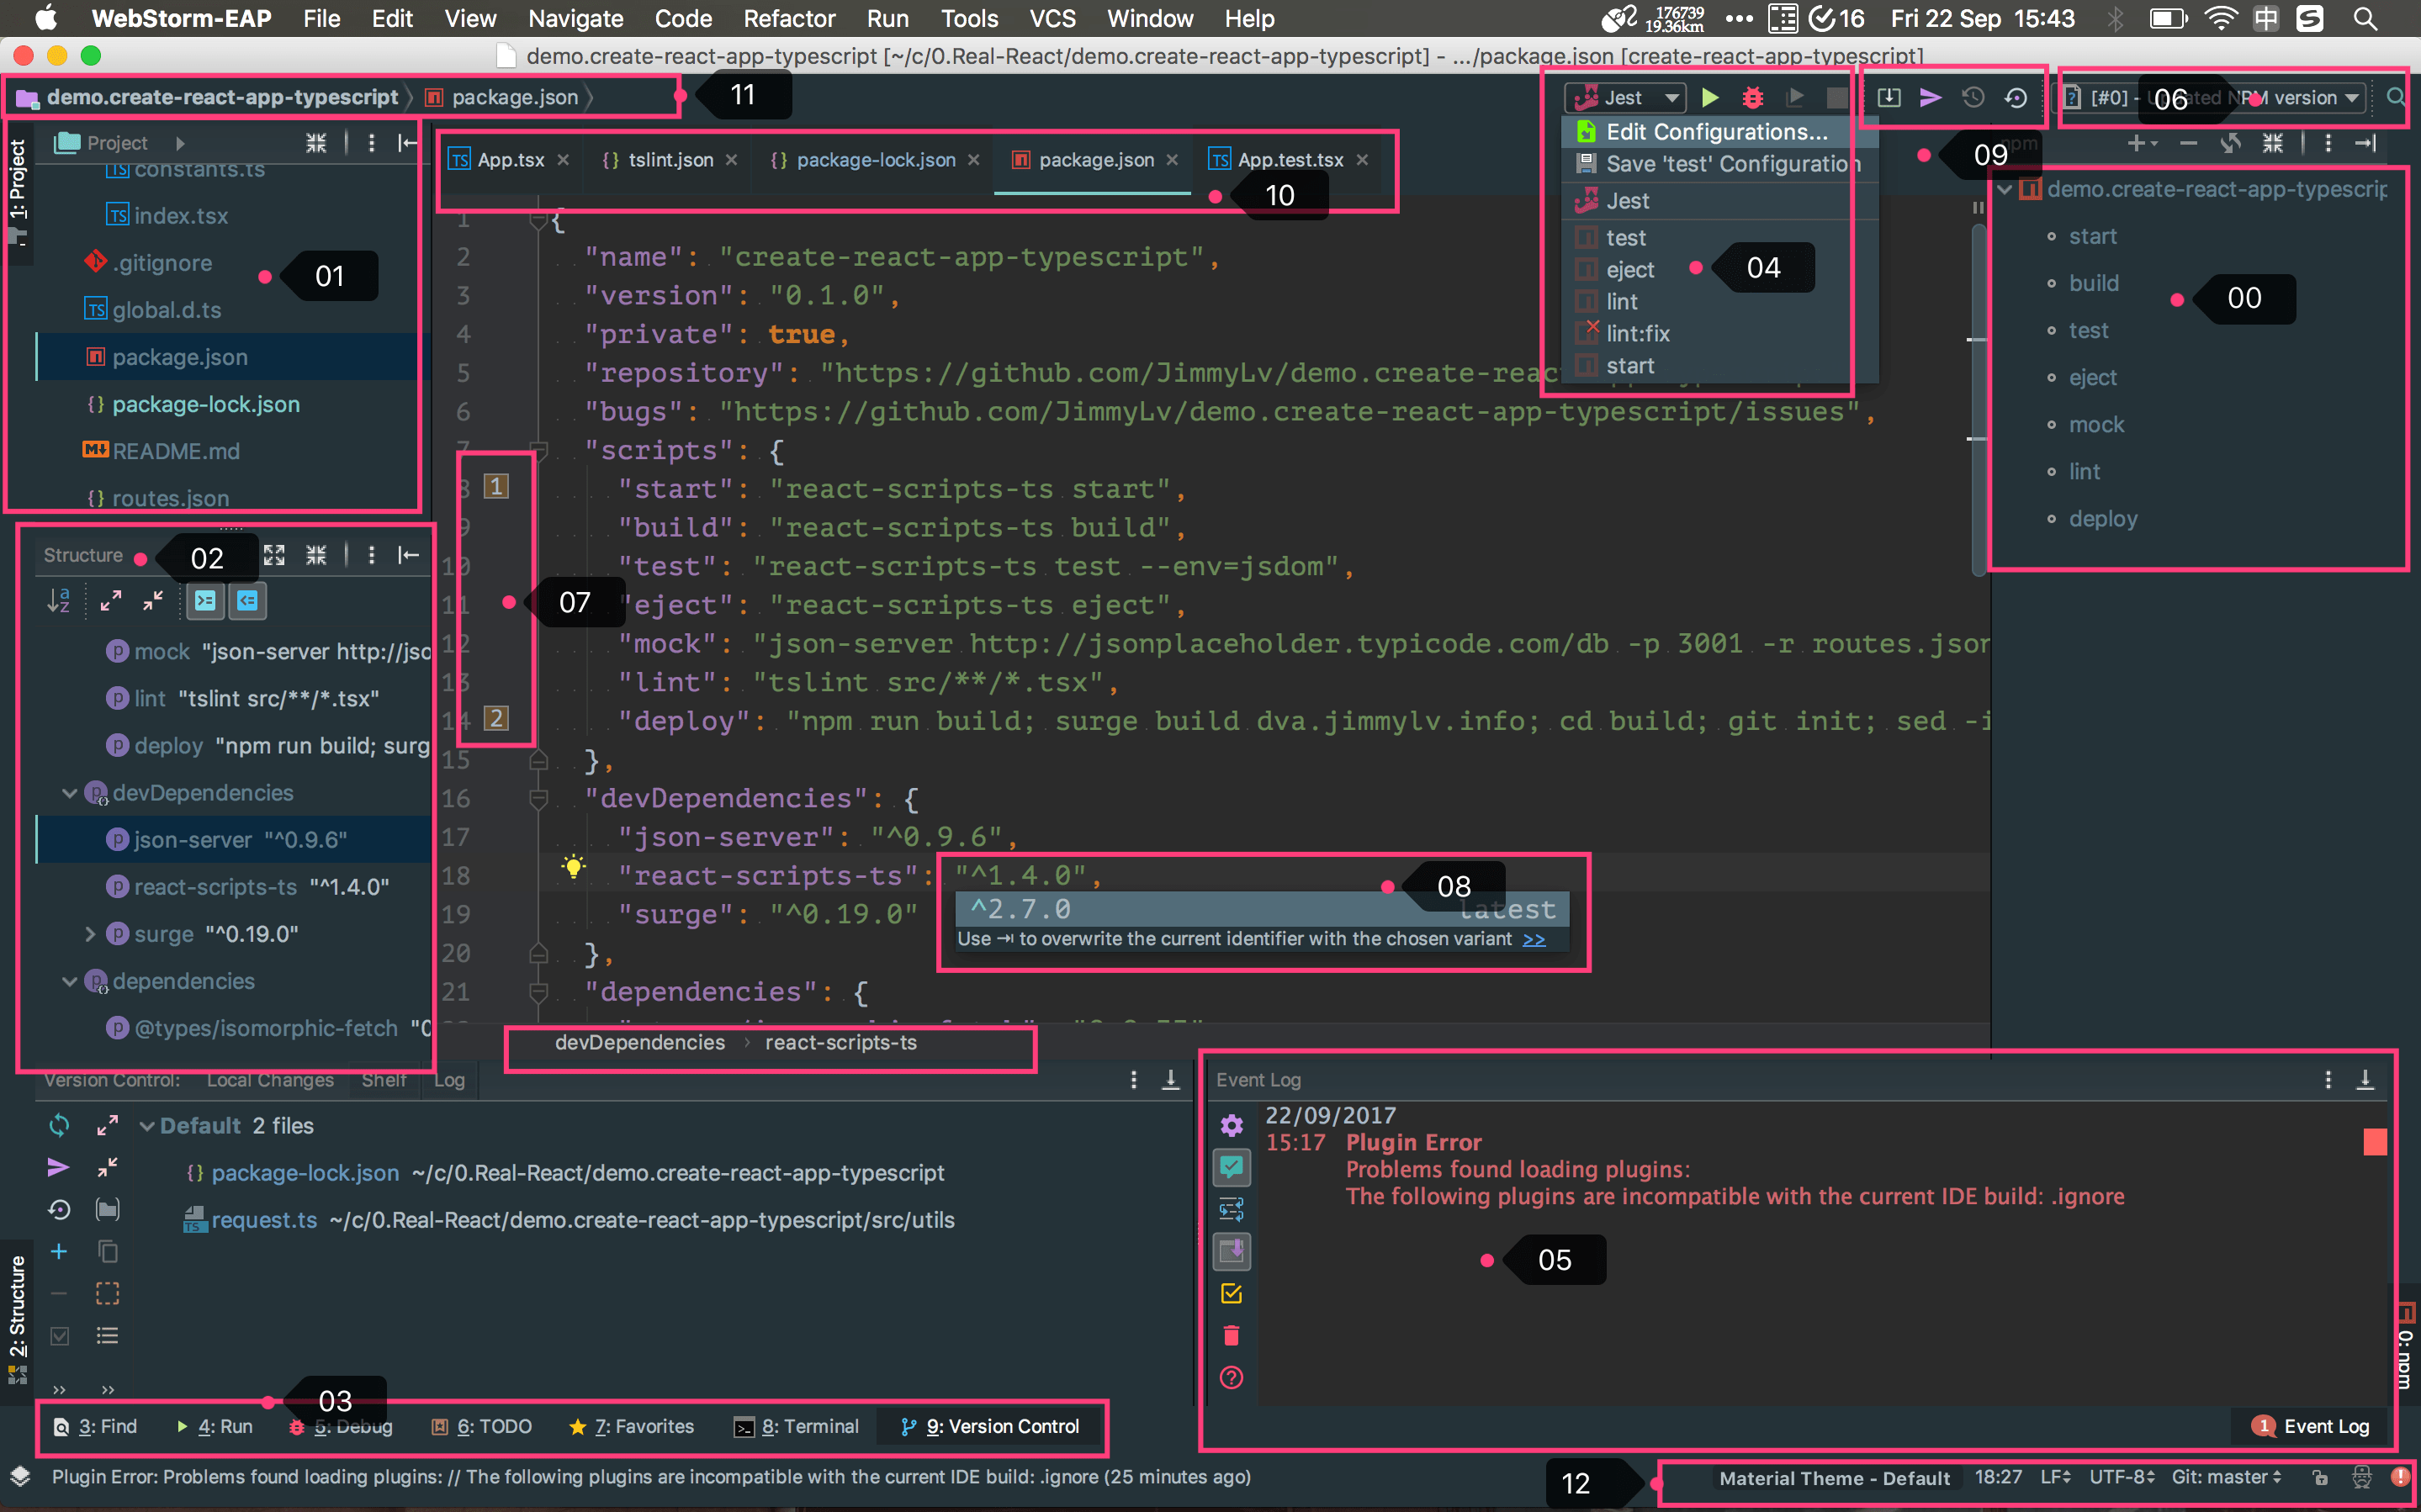 WebStorm-EAP File Edit View Navigate Code Refactor Run Tools VCS Window Help
176739
19.36km
16 Fri 22 Sep 15:43 中 S
demo.create-react-app-typescript [~/c/0.Real-React/demo.create-react-app-typescript] - .../package.json [create-react-app-typescript]
demo.create-react-app-typescript package.json
11
Jest
[#0] - NPM version
06
09
1: Project
Project
constants.ts
index.tsx
.gitignore
global.d.ts
package.json
package-lock.json
README.md
routes.json
01
App.tsx tslint.json package-lock.json package.json App.test.tsx
10
Edit Configurations...
Save 'test' Configuration
Jest
test
eject
lint
lint:fix
start
04
npm
start
build
test
eject
mock
lint
deploy
00
1 {
2 "name": "create-react-app-typescript",
3 "version": "0.1.0",
4 "private": true,
5 "repository": "https://github.com/JimmyLv/demo.create-reac
6 "bugs": "https://github.com/JimmyLv/demo.create-react-app-typescript/issues",
7 "scripts": {
8 1 "start": "react-scripts-ts start",
9 "build": "react-scripts-ts build",
10 "test": "react-scripts-ts test --env=jsdom",
11 "eject": "react-scripts-ts eject",
07
12 "mock": "json-server http://jsonplaceholder.typicode.com/db -p 3001 -r routes.json
13 "lint": "tslint src/**/*.tsx",
14 2 "deploy": "npm run build; surge build dva.jimmylv.info; cd build; git init; sed -i
15 },
16 "devDependencies": {
17 "json-server": "^0.9.6",
18 "react-scripts-ts": "^1.4.0",
19 "surge": "^0.19.0"
20 },
21 "dependencies": {
08
^2.7.0 latest
Use ⇥ to overwrite the current identifier with the chosen variant >>
devDependencies › react-scripts-ts
Structure
02
mock "json-server http://jso
lint "tslint src/**/*.tsx"
deploy "npm run build; surg
devDependencies
json-server "^0.9.6"
react-scripts-ts "^1.4.0"
surge "^0.19.0"
dependencies
@types/isomorphic-fetch "0
Version Control: Local Changes Shelf Log
Default 2 files
package-lock.json ~/c/0.Real-React/demo.create-react-app-typescript
request.ts ~/c/0.Real-React/demo.create-react-app-typescript/src/utils
2: Structure
Event Log
22/09/2017
15:17 Plugin Error
Problems found loading plugins:
The following plugins are incompatible with the current IDE build: .ignore
05
0: npm
03
3: Find 4: Run 5: Debug 6: TODO 7: Favorites 8: Terminal 9: Version Control
1 Event Log
Plugin Error: Problems found loading plugins: // The following plugins are incompatible with the current IDE build: .ignore (25 minutes ago)
12
Material Theme - Default 18:27 LF UTF-8 Git: master